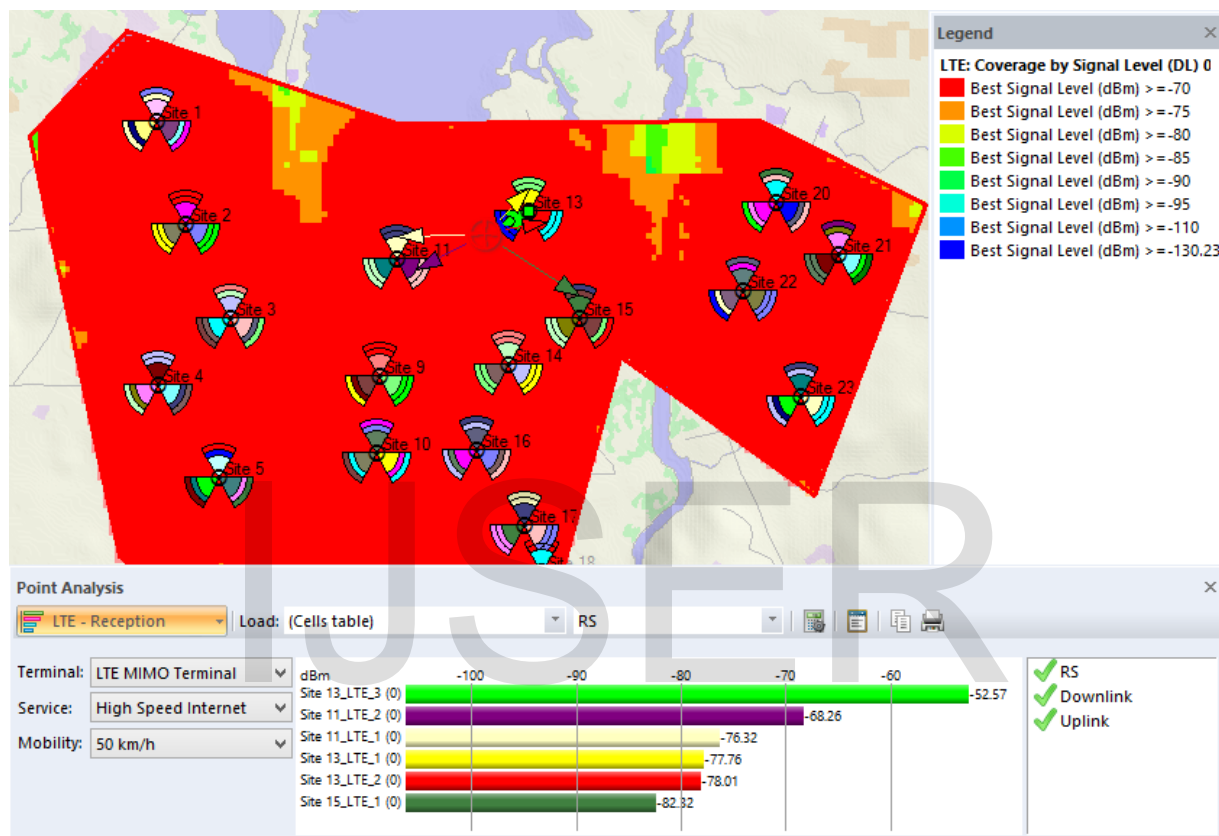 Site 1
Site 2
Site 3
Site 4
Site 5
Site 9
Site 10
Site 11
Site 13
Site 14
Site 15
Site 16
Site 17
Site 18
Site 20
Site 21
Site 22
Site 23
Legend
LTE: Coverage by Signal Level (DL) 0
Best Signal Level (dBm) >=-70
Best Signal Level (dBm) >=-75
Best Signal Level (dBm) >=-80
Best Signal Level (dBm) >=-85
Best Signal Level (dBm) >=-90
Best Signal Level (dBm) >=-95
Best Signal Level (dBm) >=-110
Best Signal Level (dBm) >=-130.23
IJSER
Point Analysis
LTE - Reception Load: (Cells table) RS
Terminal: LTE MIMO Terminal
Service: High Speed Internet
Mobility: 50 km/h
dBm -100 -90 -80 -70 -60
Site 13_LTE_3 (0) -52.57
Site 11_LTE_2 (0) -68.26
Site 11_LTE_1 (0) -76.32
Site 13_LTE_1 (0) -77.76
Site 13_LTE_2 (0) -78.01
Site 15_LTE_1 (0) -82.32
RS
Downlink
Uplink